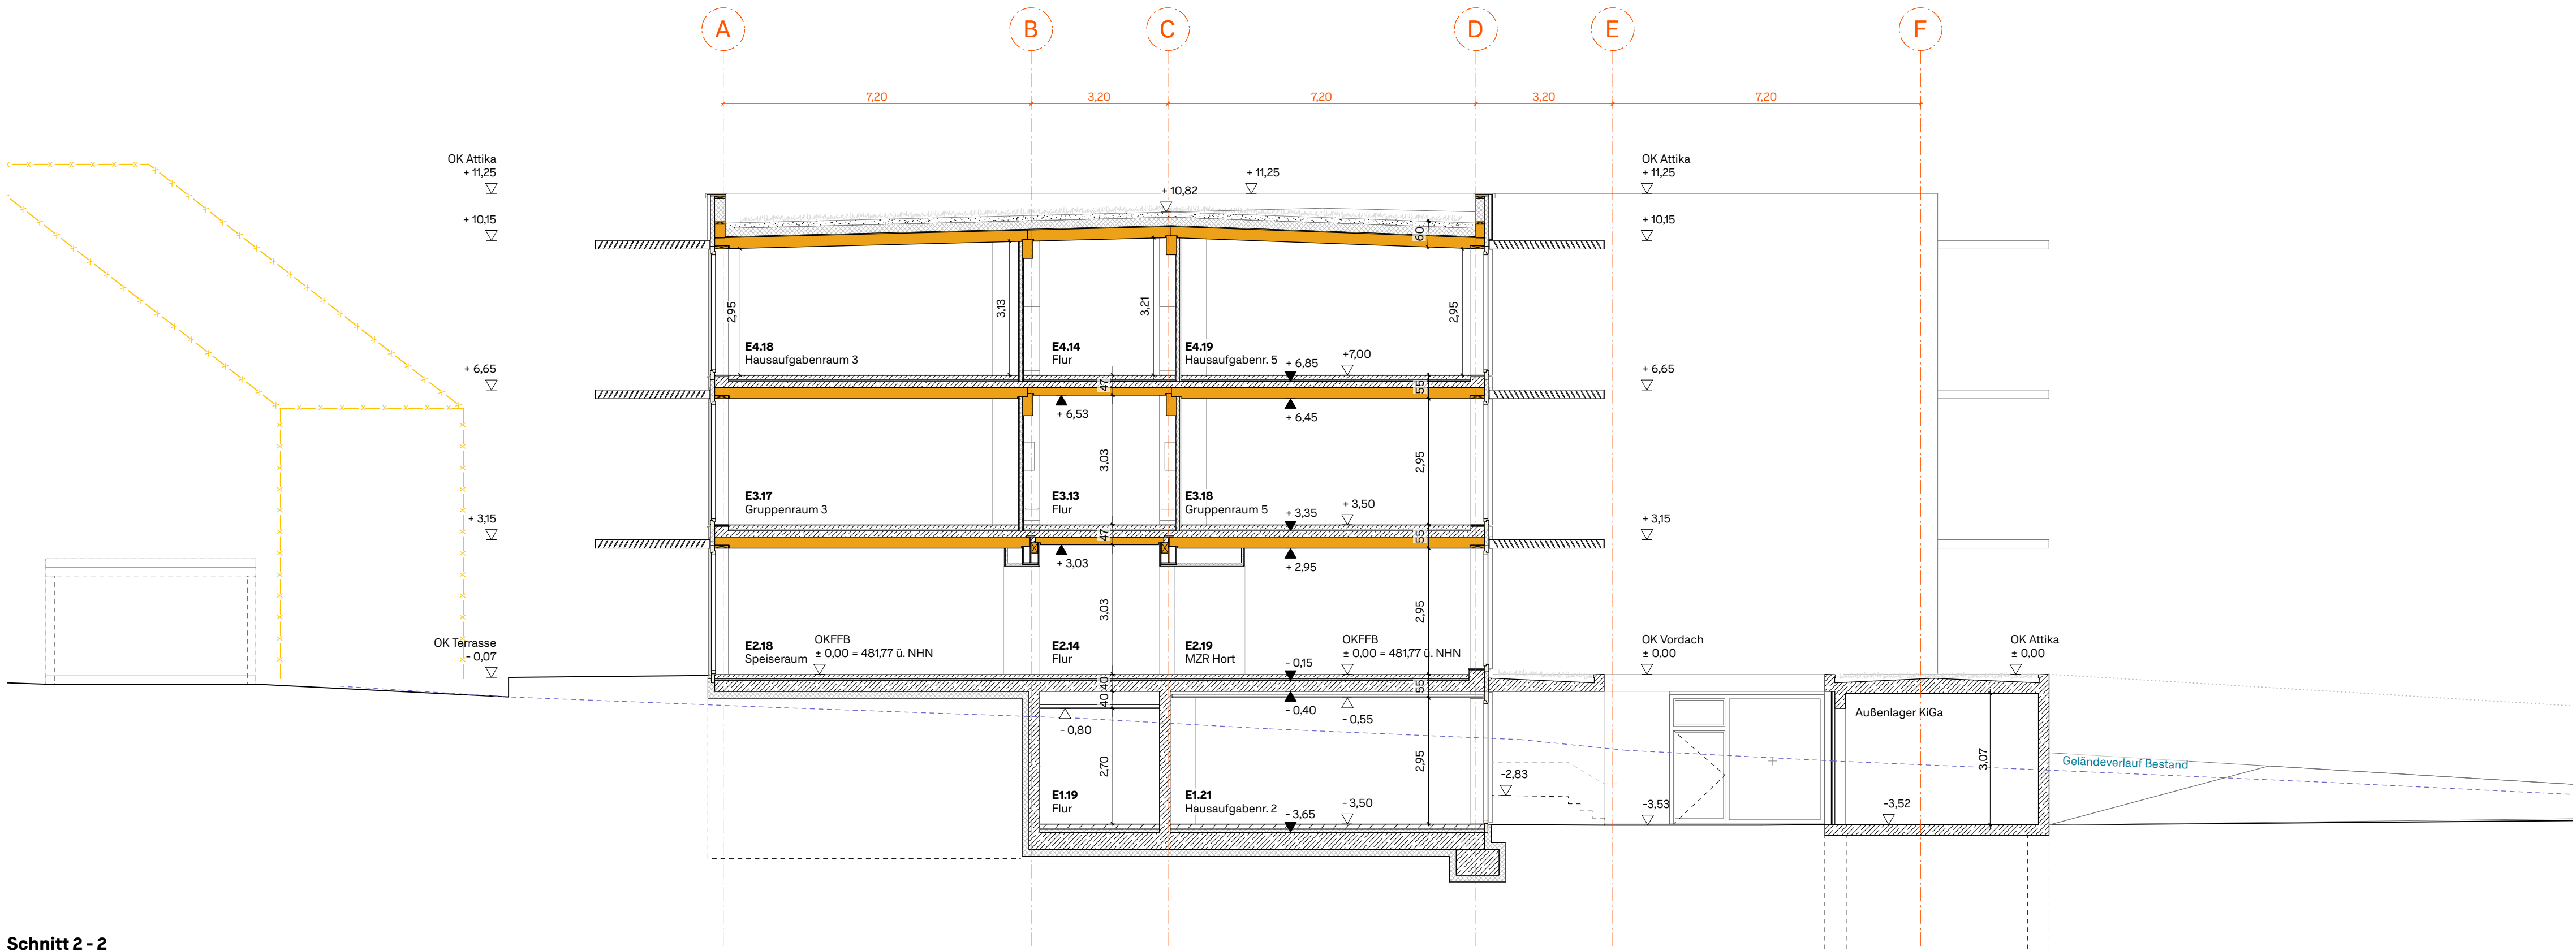 A B C D E F
7,20 3,20 7,20 3,20 7,20
OK Attika
+ 11,25
+ 10,15
+ 6,65
+ 3,15
OK Terrasse
- 0,07
+ 10,82
+ 11,25
OK Attika
+ 11,25
+ 10,15
60
2,95
3,13
3,21
2,95
E4.18
Hausaufgabenraum 3
E4.14
Flur
E4.19
Hausaufgabenr. 5
+ 6,85
+7,00
+ 6,65
47
55
+ 6,53
+ 6,45
3,03
2,95
E3.17
Gruppenraum 3
E3.13
Flur
E3.18
Gruppenraum 5
+ 3,35
+ 3,50
+ 3,15
47
55
+ 3,03
+ 2,95
3,03
2,95
E2.18
Speiseraum
OKFFB
± 0,00 = 481,77 ü. NHN
E2.14
Flur
E2.19
MZR Hort
OKFFB
± 0,00 = 481,77 ü. NHN
- 0,15
OK Vordach
± 0,00
OK Attika
± 0,00
40
40
55
- 0,40
- 0,55
- 0,80
Außenlager KiGa
2,70
2,95
3,07
Geländeverlauf Bestand
-2,83
E1.19
Flur
E1.21
Hausaufgabenr. 2
- 3,65
- 3,50
-3,53
-3,52
Schnitt 2 - 2